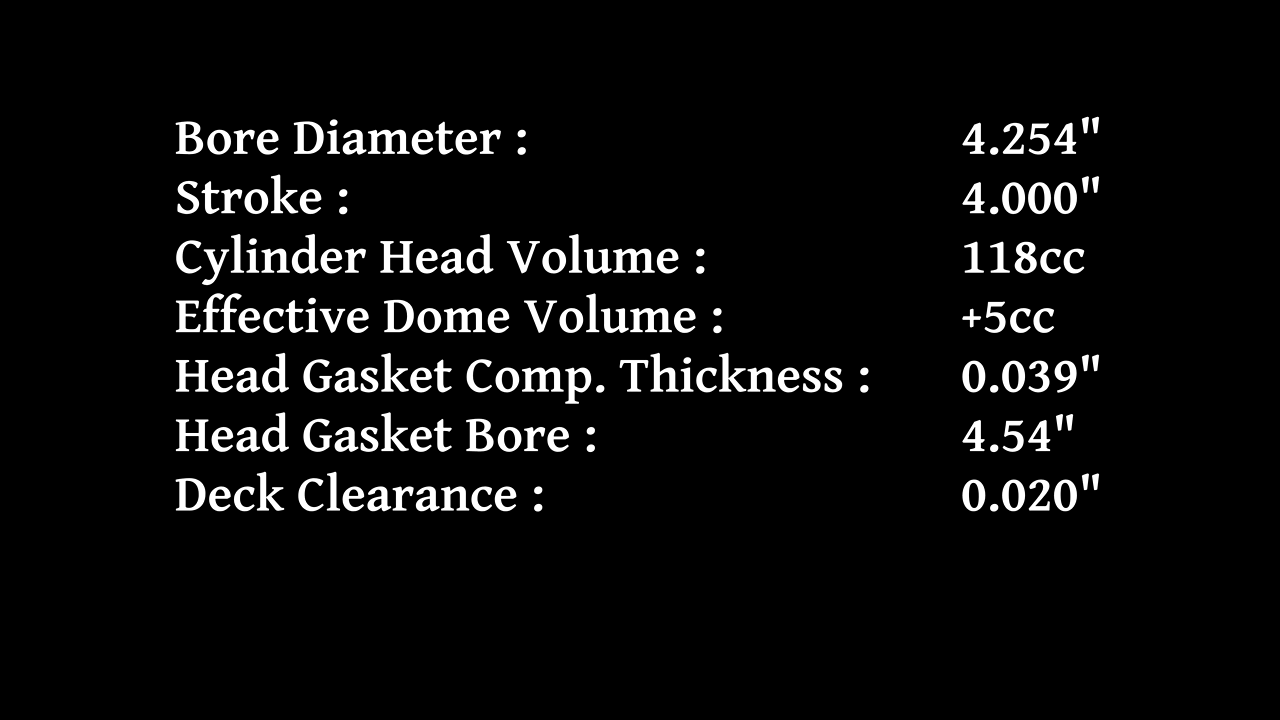 Bore Diameter : 4.254"
Stroke : 4.000"
Cylinder Head Volume : 118cc
Effective Dome Volume : +5cc
Head Gasket Comp. Thickness : 0.039"
Head Gasket Bore : 4.54"
Deck Clearance : 0.020"